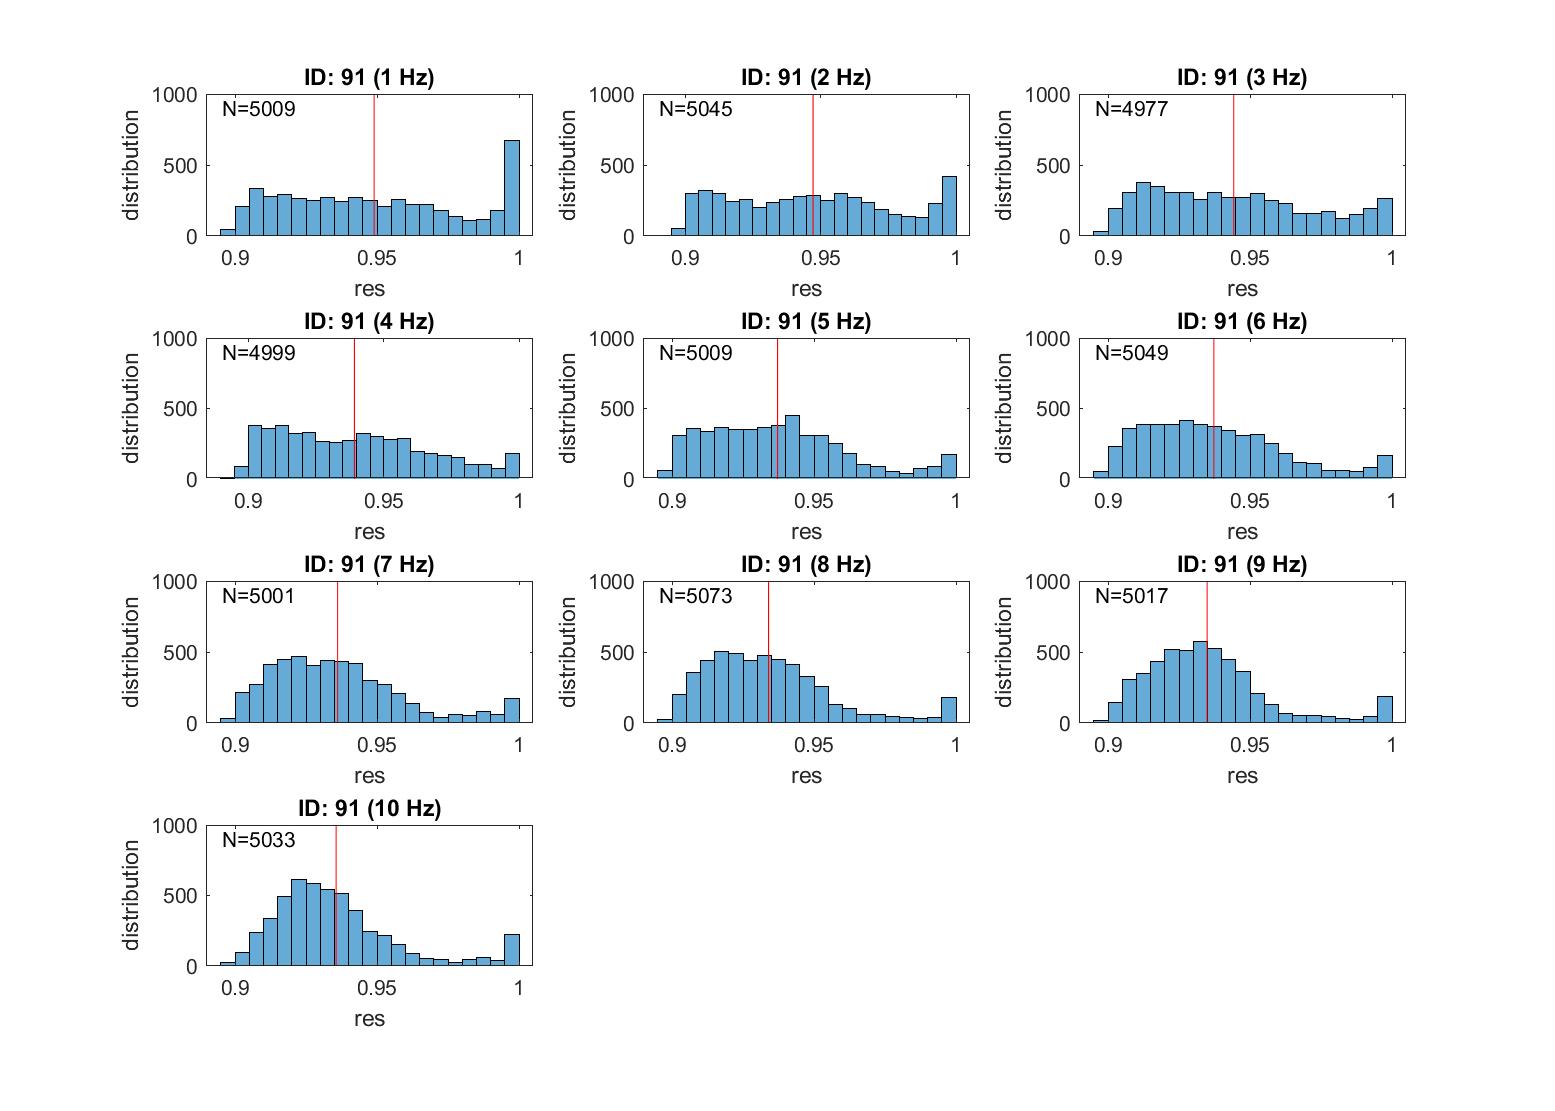 ID: 91 (1 Hz)
N=5009
1000
500
0
distribution
0.9 0.95 1
res
ID: 91 (2 Hz)
N=5045
1000
500
0
distribution
0.9 0.95 1
res
ID: 91 (3 Hz)
N=4977
1000
500
0
distribution
0.9 0.95 1
res
ID: 91 (4 Hz)
N=4999
1000
500
0
distribution
0.9 0.95 1
res
ID: 91 (5 Hz)
N=5009
1000
500
0
distribution
0.9 0.95 1
res
ID: 91 (6 Hz)
N=5049
1000
500
0
distribution
0.9 0.95 1
res
ID: 91 (7 Hz)
N=5001
1000
500
0
distribution
0.9 0.95 1
res
ID: 91 (8 Hz)
N=5073
1000
500
0
distribution
0.9 0.95 1
res
ID: 91 (9 Hz)
N=5017
1000
500
0
distribution
0.9 0.95 1
res
ID: 91 (10 Hz)
N=5033
1000
500
0
distribution
0.9 0.95 1
res